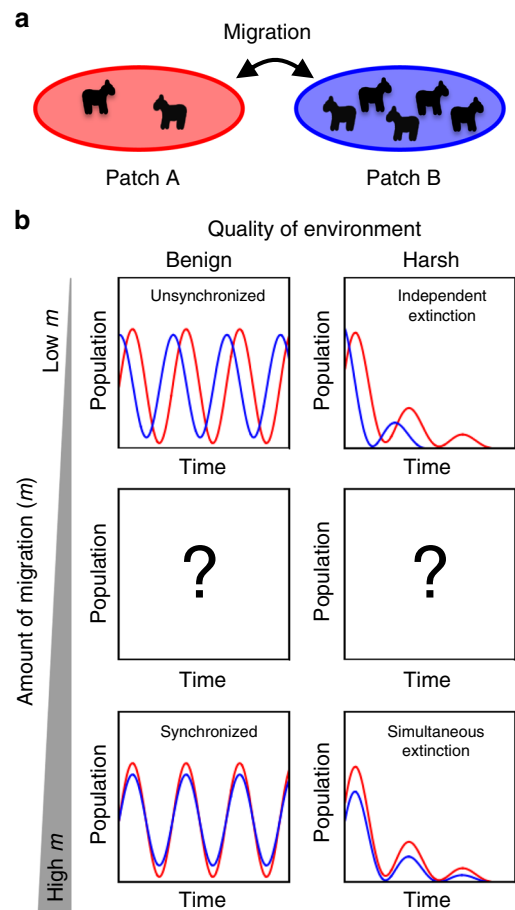 a
Migration
Patch A
Patch B
b
Quality of environment
Benign
Harsh
Amount of migration (m)
Low m
High m
Unsynchronized
Population
Time
Independent
extinction
Population
Time
?
Population
Time
?
Population
Time
Synchronized
Population
Time
Simultaneous
extinction
Population
Time